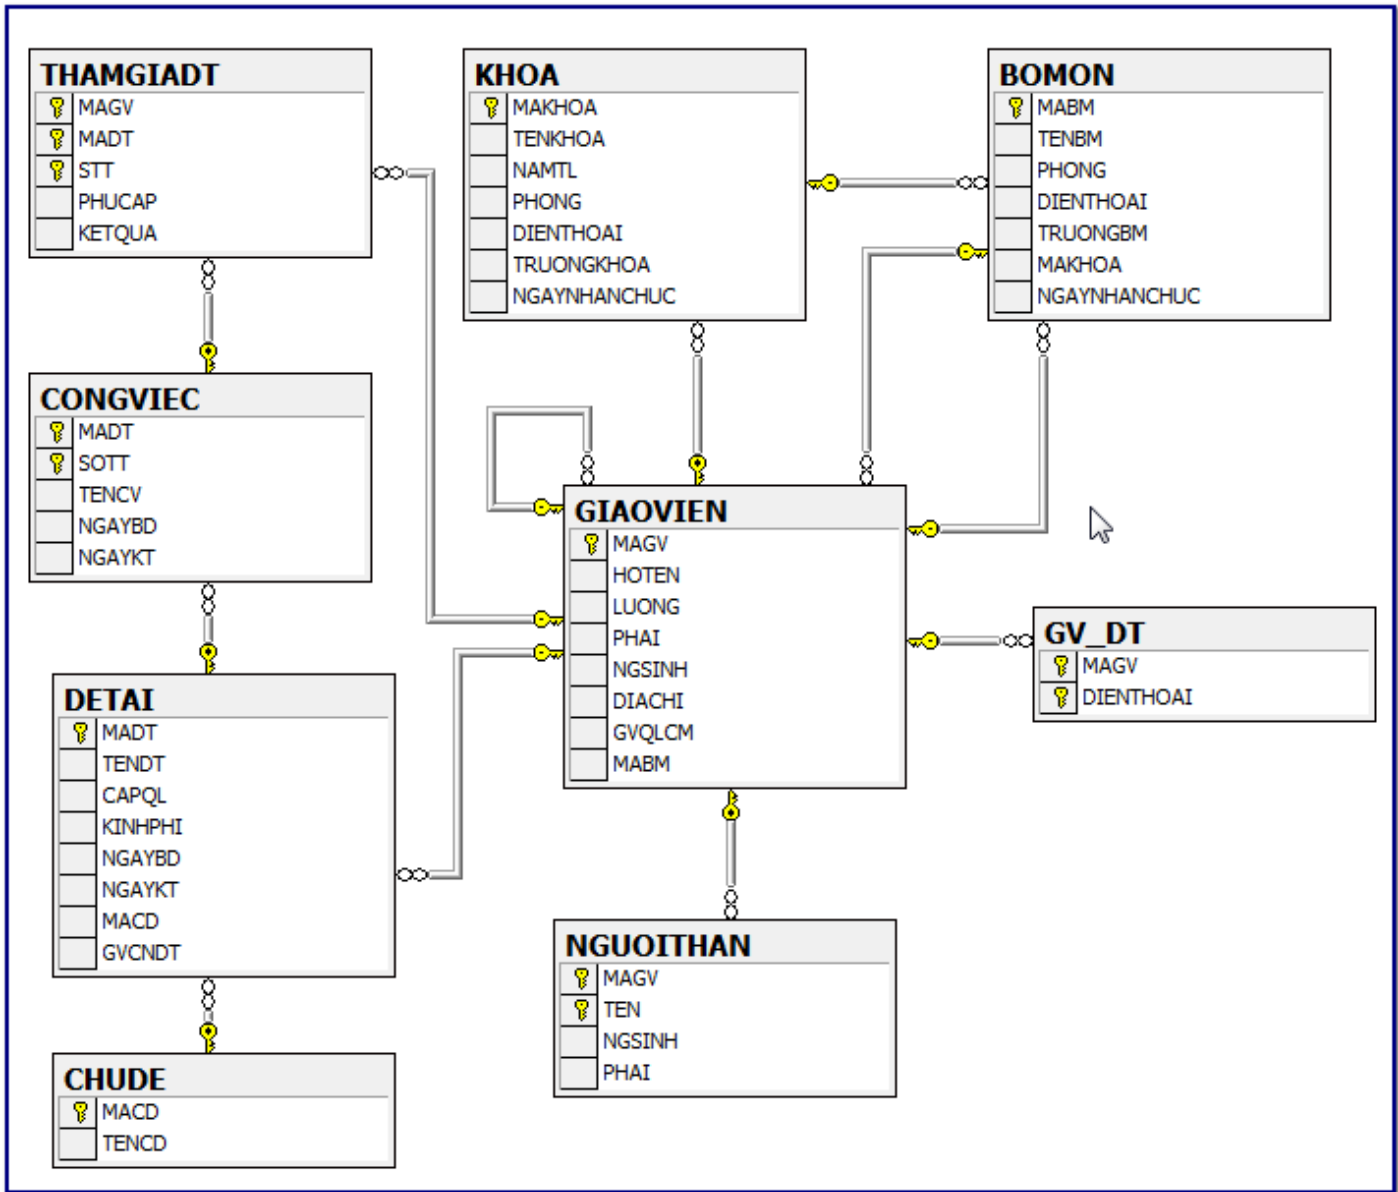 THAMGIADT
MAGV
MADT
STT
PHUCAP
KETQUA
KHOA
MAKHOA
TENKHOA
NAMTL
PHONG
DIENTHOAI
TRUONGKHOA
NGAYNHANCHUC
BOMON
MABM
TENBM
PHONG
DIENTHOAI
TRUONGBM
MAKHOA
NGAYNHANCHUC
CONGVIEC
MADT
SOTT
TENCV
NGAYBD
NGAYKT
GIAOVIEN
MAGV
HOTEN
LUONG
PHAI
NGSINH
DIACHI
GVQLCM
MABM
GV_DT
MAGV
DIENTHOAI
DETAI
MADT
TENDT
CAPQL
KINHPHI
NGAYBD
NGAYKT
MACD
GVCNDT
NGUOITHAN
MAGV
TEN
NGSINH
PHAI
CHUDE
MACD
TENCD